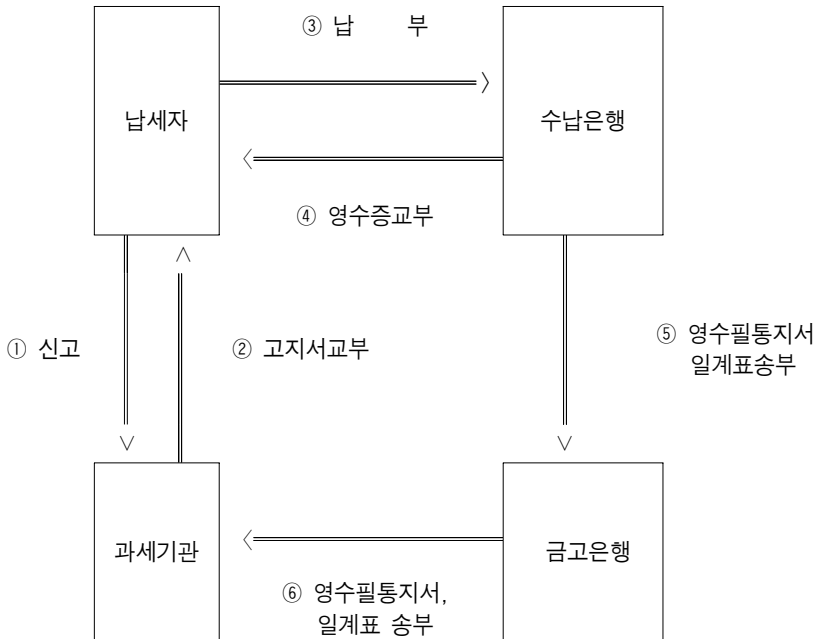 ③ 납 부
납세자
수납은행
④ 영수증교부
① 신고
② 고지서교부
⑤ 영수필통지서
일계표송부
과세기관
금고은행
⑥ 영수필통지서,
일계표 송부